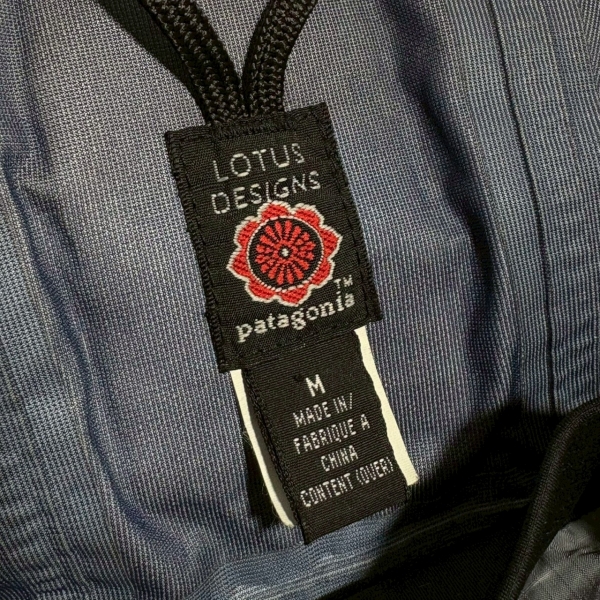 LOTUS
DESIGNS
TM
patagonia
M
MADE IN/
FABRIQUE A
CHINA
CONTENT (OVER)